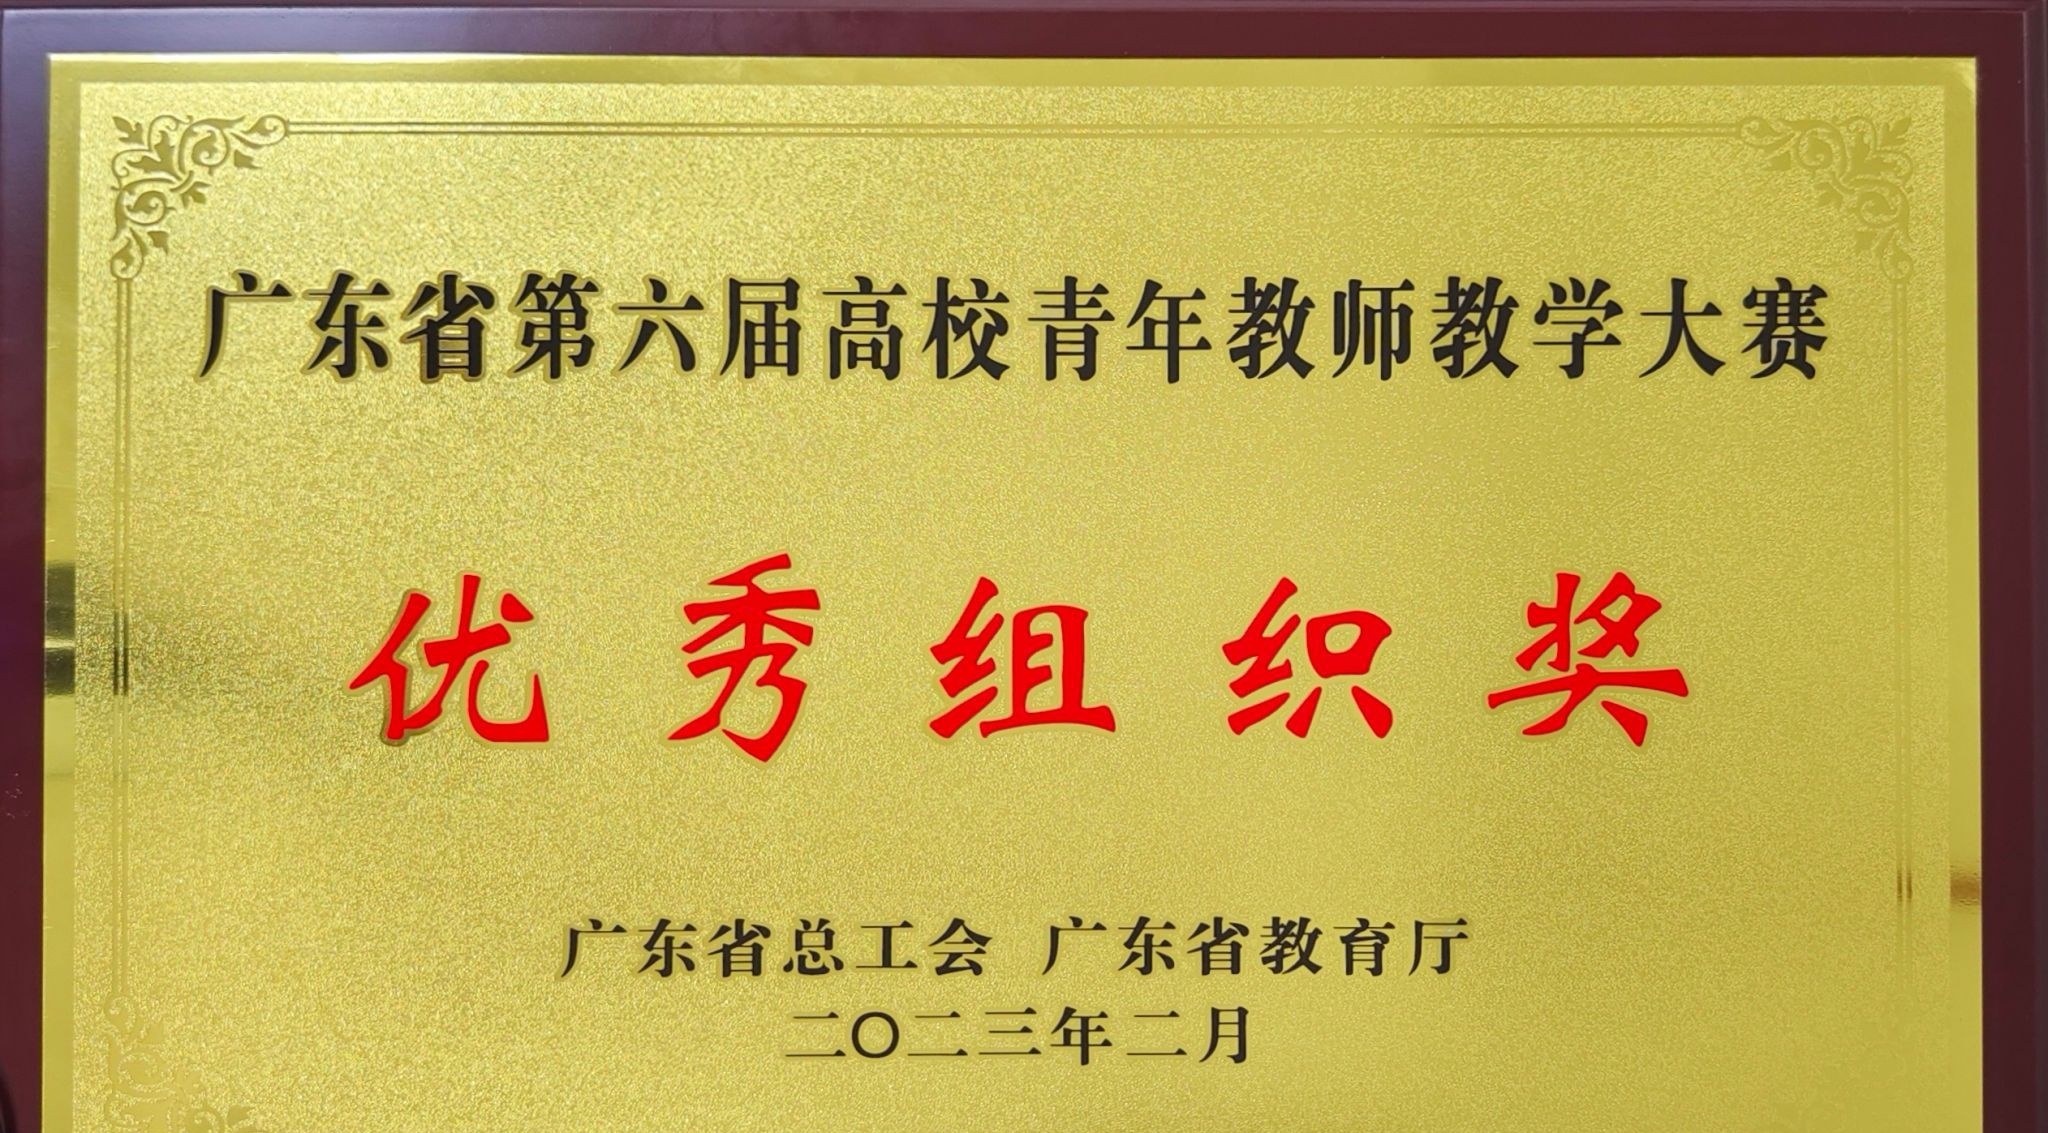 广东省第六届高校青年教师教学大赛
优秀组织奖
广东省总工会 广东省教育厅
二〇二三年二月